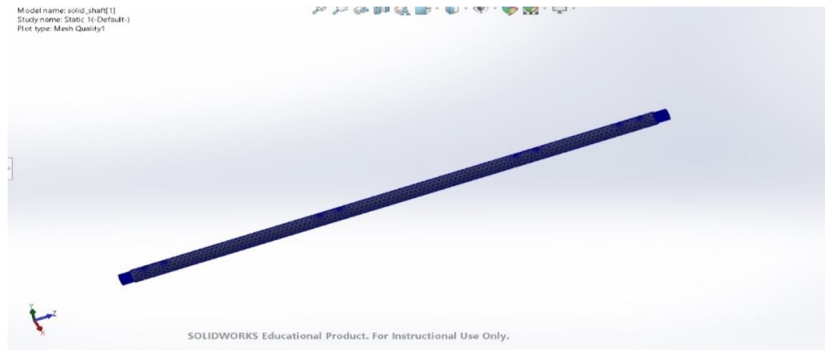 Model name: solid_shaft[1]
Study name: Static 1(-Default-)
Plot type: Mesh Quality1
Y
Z
X
SOLIDWORKS Educational Product. For Instructional Use Only.